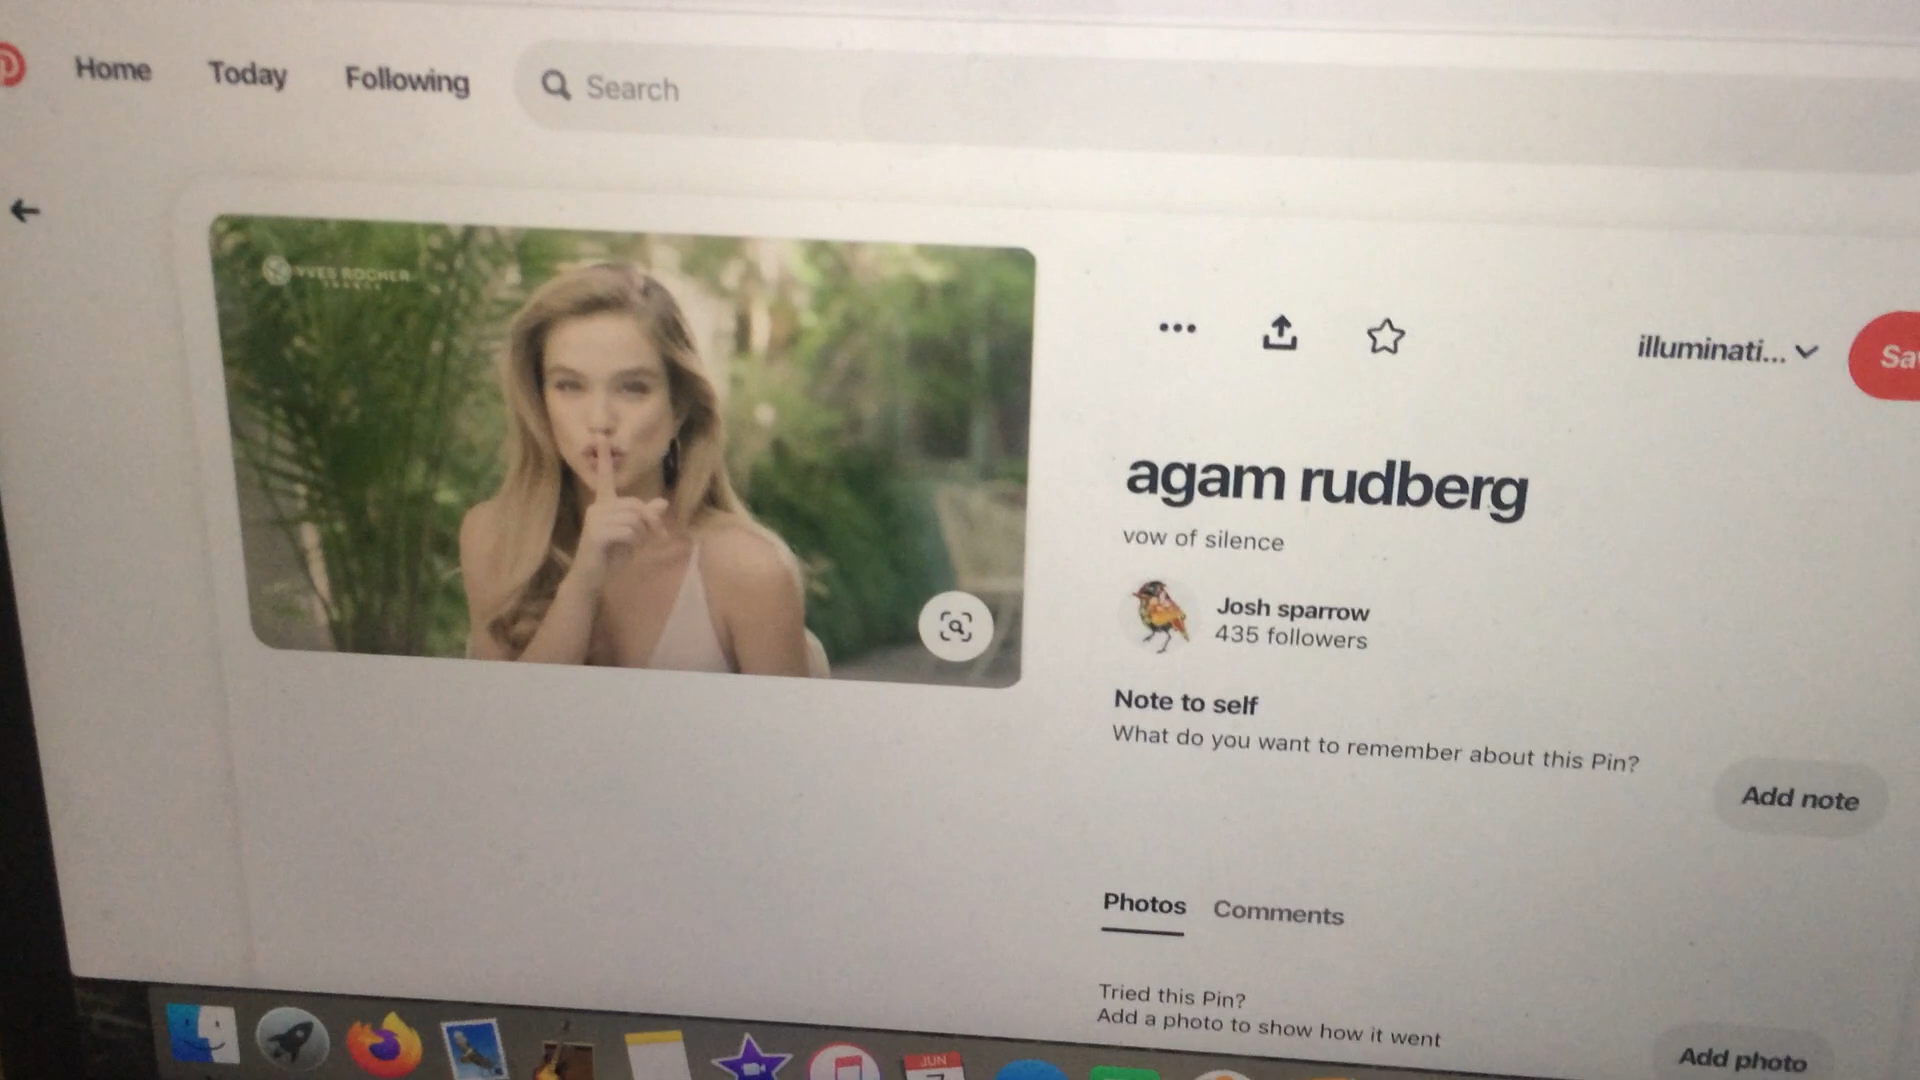 Home Today Following Search
YVES ROCHER
FRANCE
illuminati...
agam rudberg
vow of silence
Josh sparrow
435 followers
Note to self
What do you want to remember about this Pin?
Add note
Photos Comments
Tried this Pin?
Add a photo to show how it went
Add photo
JUN